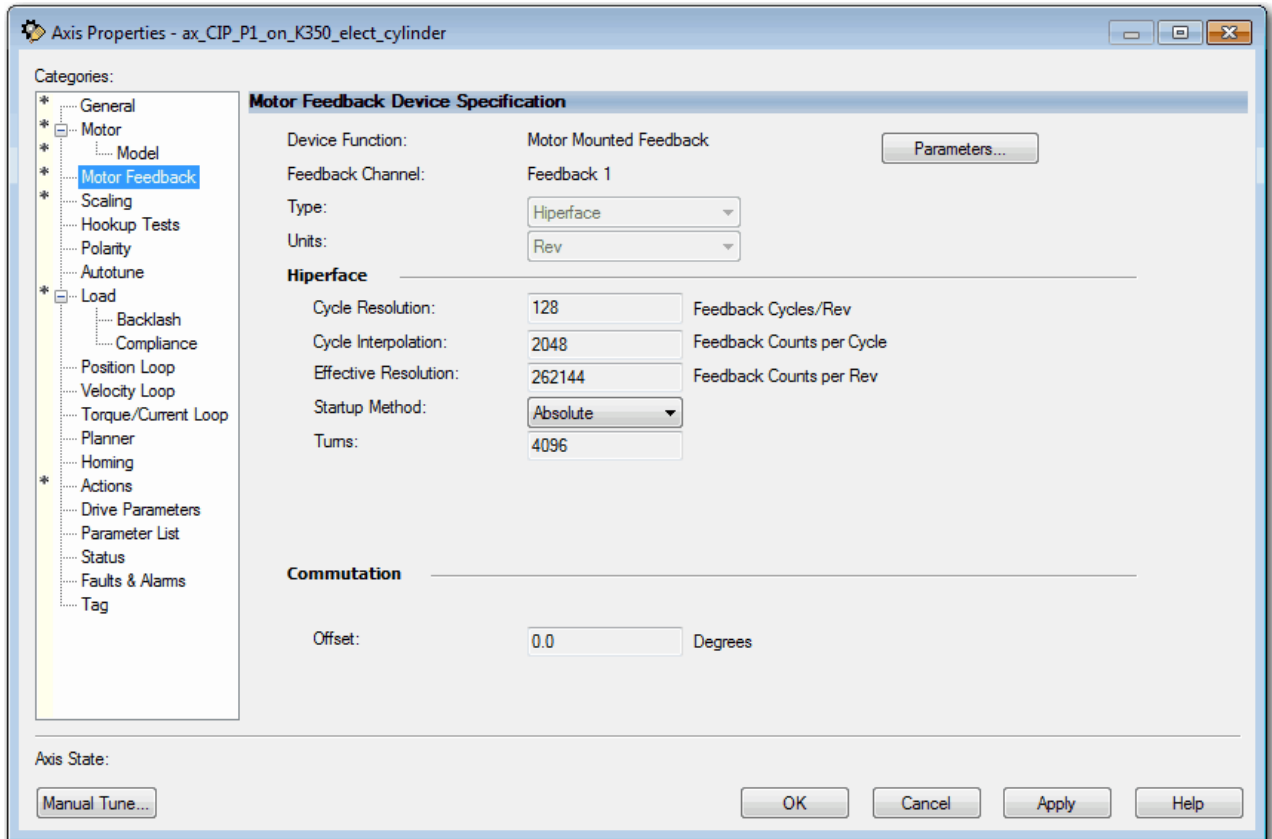 Axis Properties - ax_CIP_P1_on_K350_elect_cylinder
Categories:
* General
* Motor
* Model
* Motor Feedback
* Scaling
Hookup Tests
Polarity
Autotune
* Load
Backlash
Compliance
Position Loop
Velocity Loop
Torque/Current Loop
Planner
Homing
* Actions
Drive Parameters
Parameter List
Status
Faults & Alarms
Tag
Motor Feedback Device Specification
Device Function: Motor Mounted Feedback Parameters...
Feedback Channel: Feedback 1
Type: Hiperface
Units: Rev
Hiperface
Cycle Resolution: 128 Feedback Cycles/Rev
Cycle Interpolation: 2048 Feedback Counts per Cycle
Effective Resolution: 262144 Feedback Counts per Rev
Startup Method: Absolute
Turns: 4096
Commutation
Offset: 0.0 Degrees
Axis State:
Manual Tune... OK Cancel Apply Help